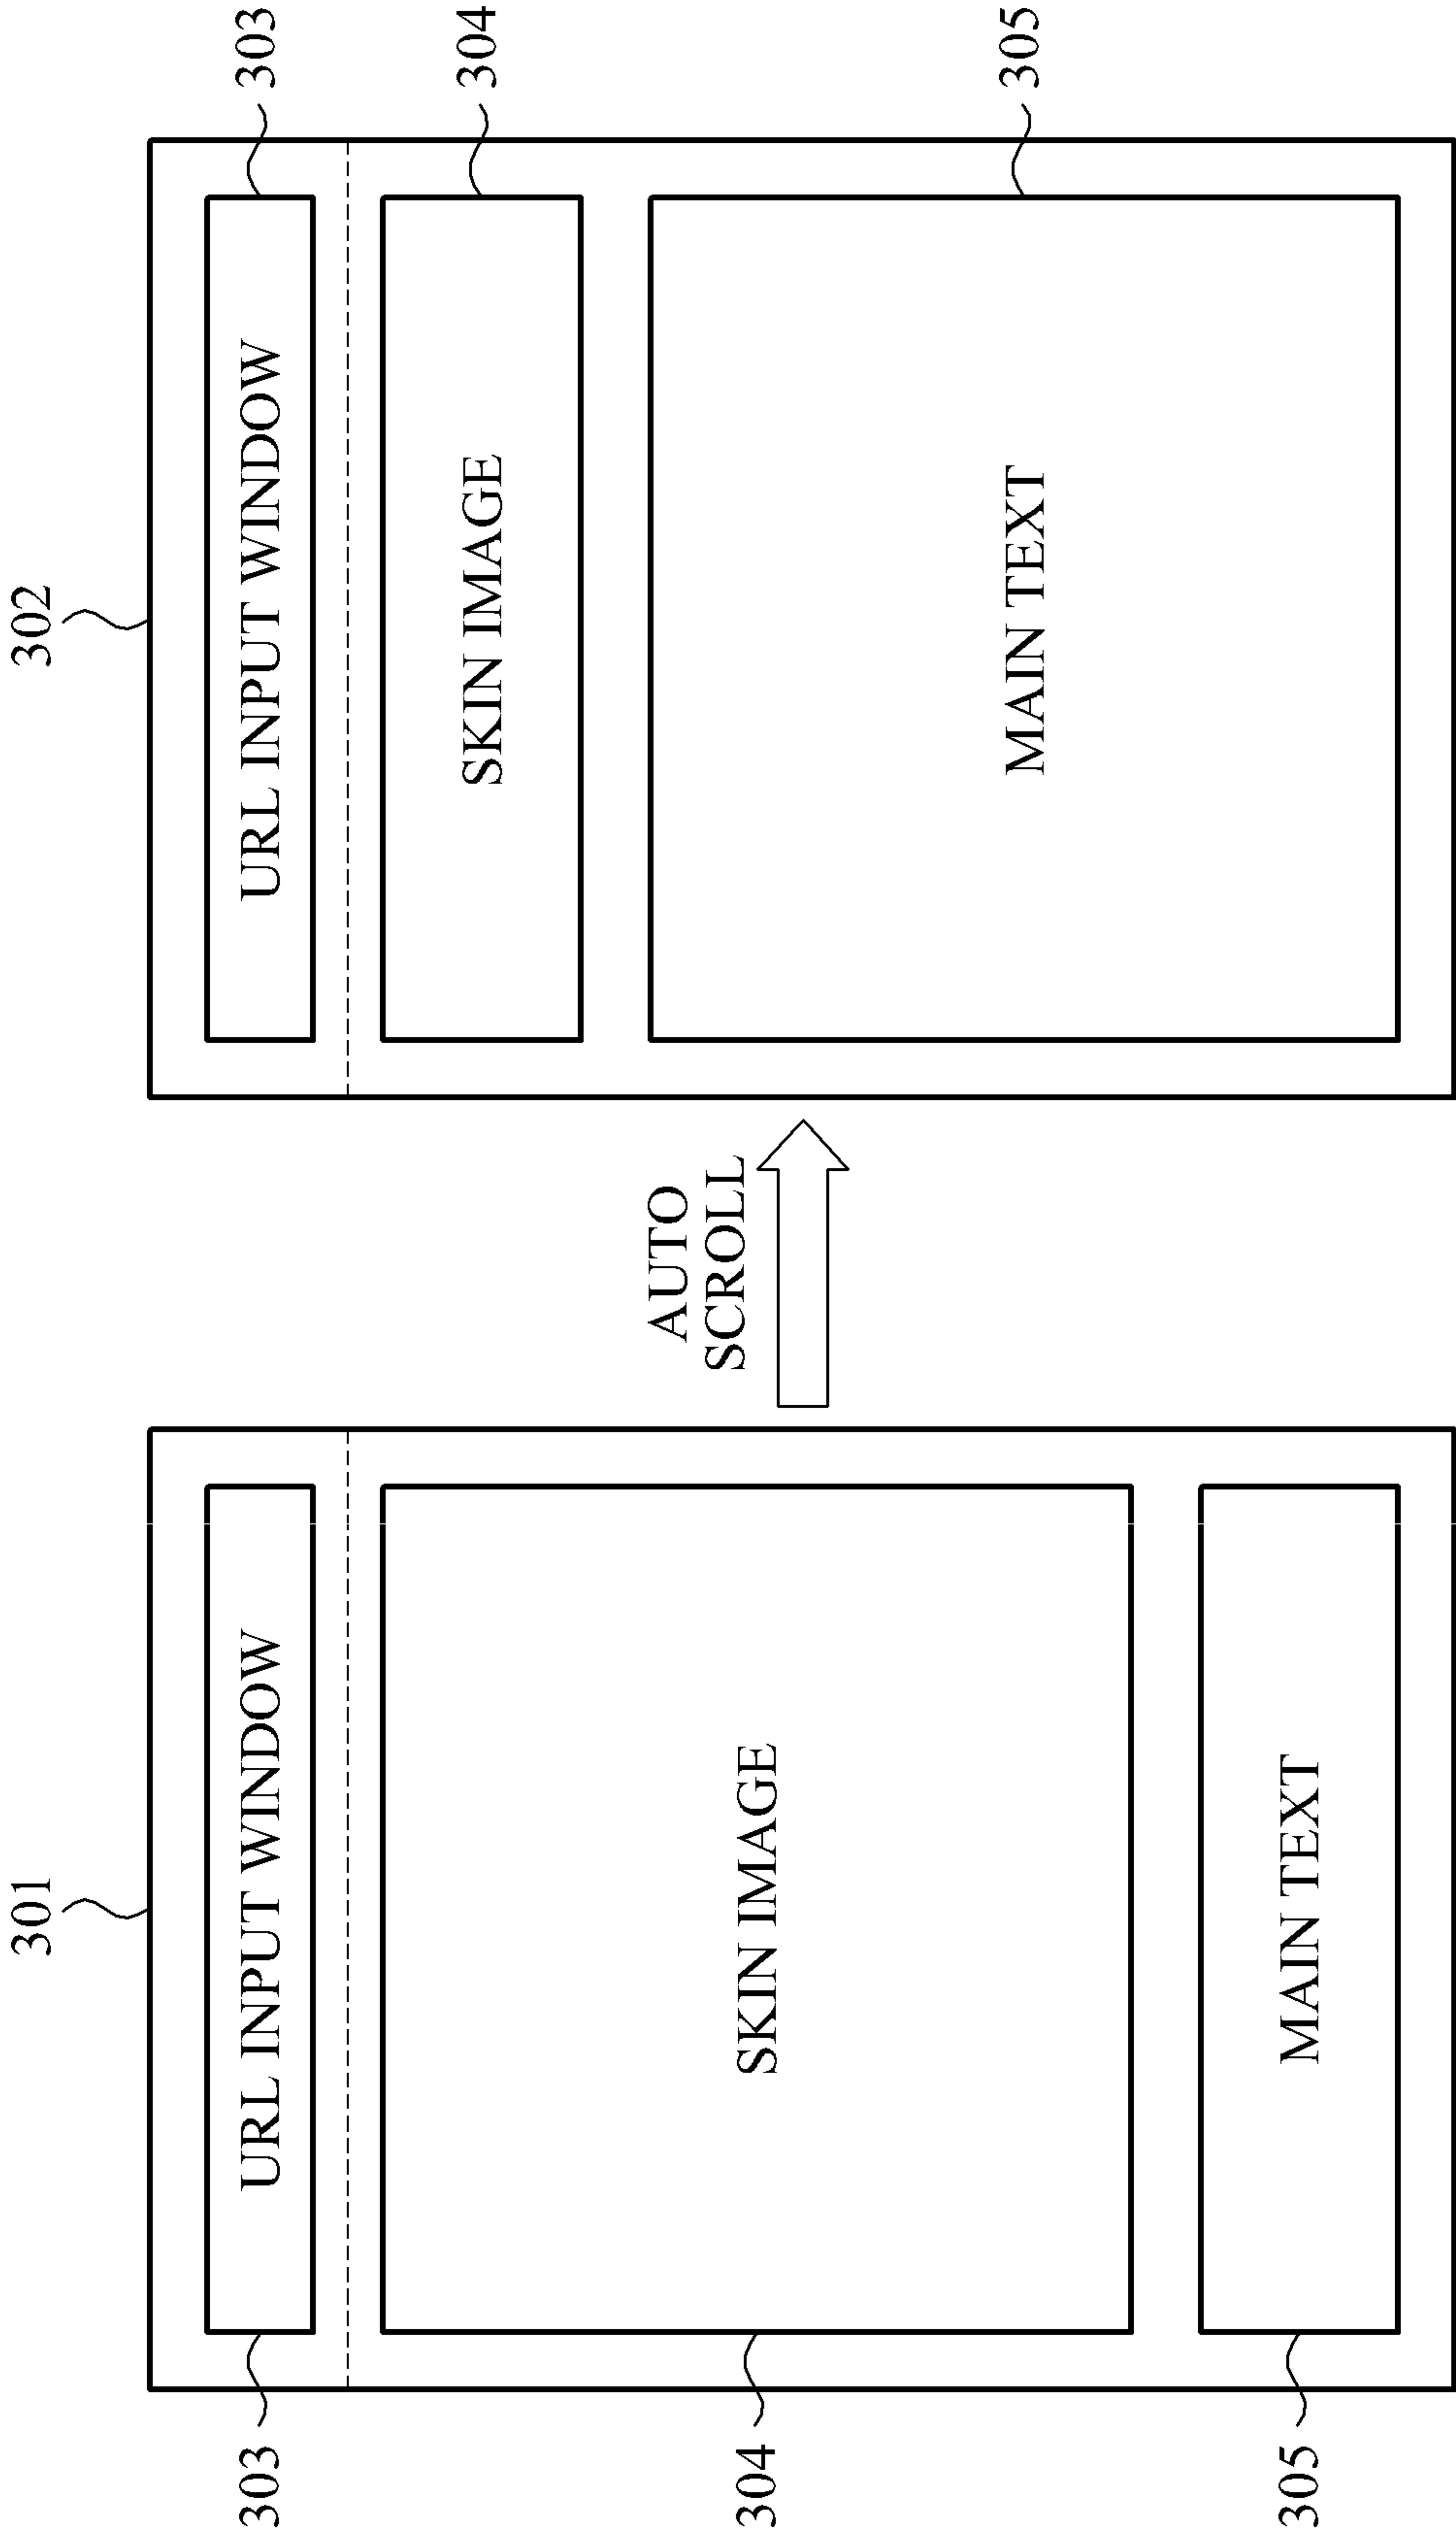 301
302
URL INPUT WINDOW
303
SKIN IMAGE
304
MAIN TEXT
305
AUTO
SCROLL
URL INPUT WINDOW
303
SKIN IMAGE
304
MAIN TEXT
305